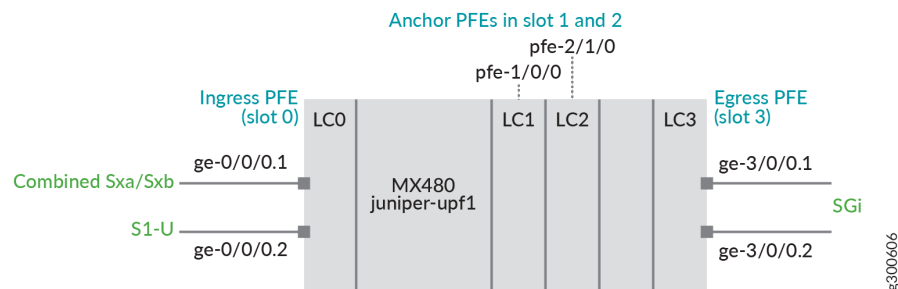 Anchor PFEs in slot 1 and 2
pfe-2/1/0
pfe-1/0/0
Ingress PFE
(slot 0)
Egress PFE
(slot 3)
LC0
LC1
LC2
LC3
ge-0/0/0.1
ge-3/0/0.1
Combined Sxa/Sxb
MX480
juniper-upf1
SGi
S1-U
ge-0/0/0.2
ge-3/0/0.2
g300606